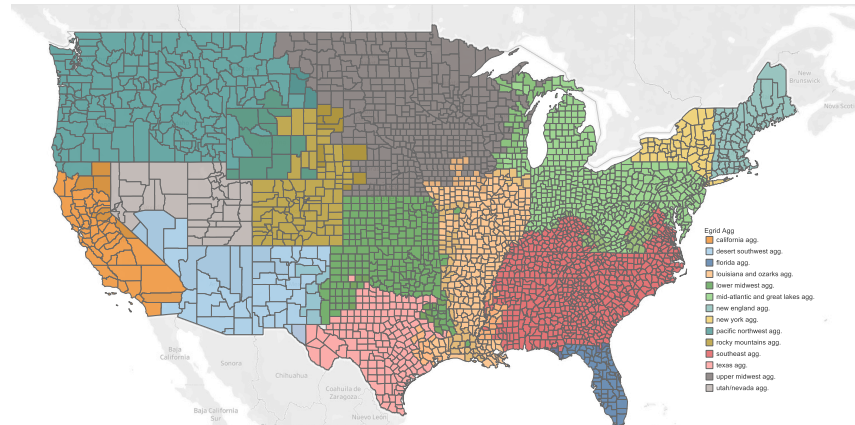 New
Brunswick
Nova Scotia
Egrid Agg
california agg.
desert southwest agg.
florida agg.
louisiana and ozarks agg.
lower midwest agg.
mid-atlantic and great lakes agg.
new england agg.
new york agg.
pacific northwest agg.
rocky mountains agg.
southeast agg.
texas agg.
upper midwest agg.
utah/nevada agg.
Baja
California
Sonora
Chihuahua
Coahuila de
Zaragoza
Baja California
Sur
Nuevo León